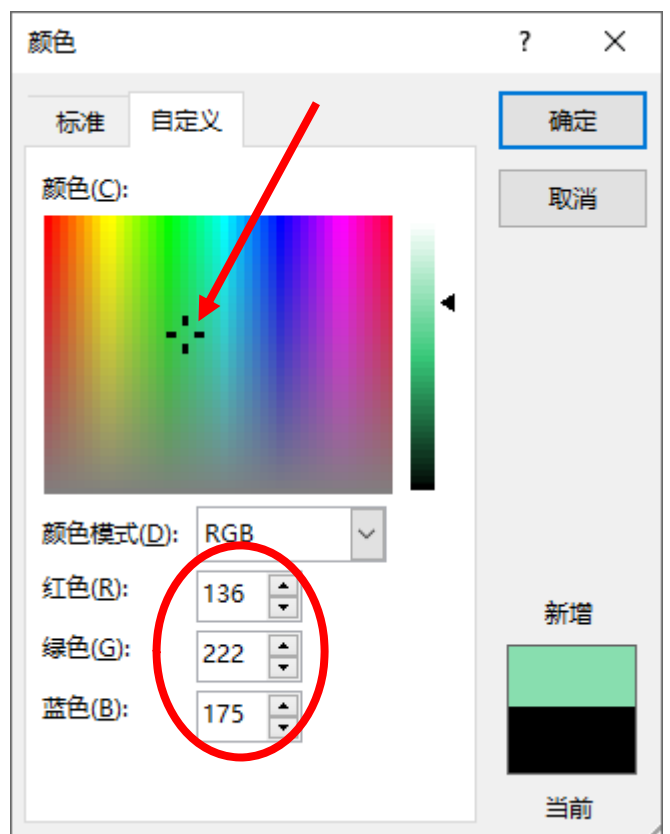 颜色
?
标准
自定义
确定
取消
颜色(C):
颜色模式(D): RGB
红色(R): 136
绿色(G): 222
蓝色(B): 175
新增
当前